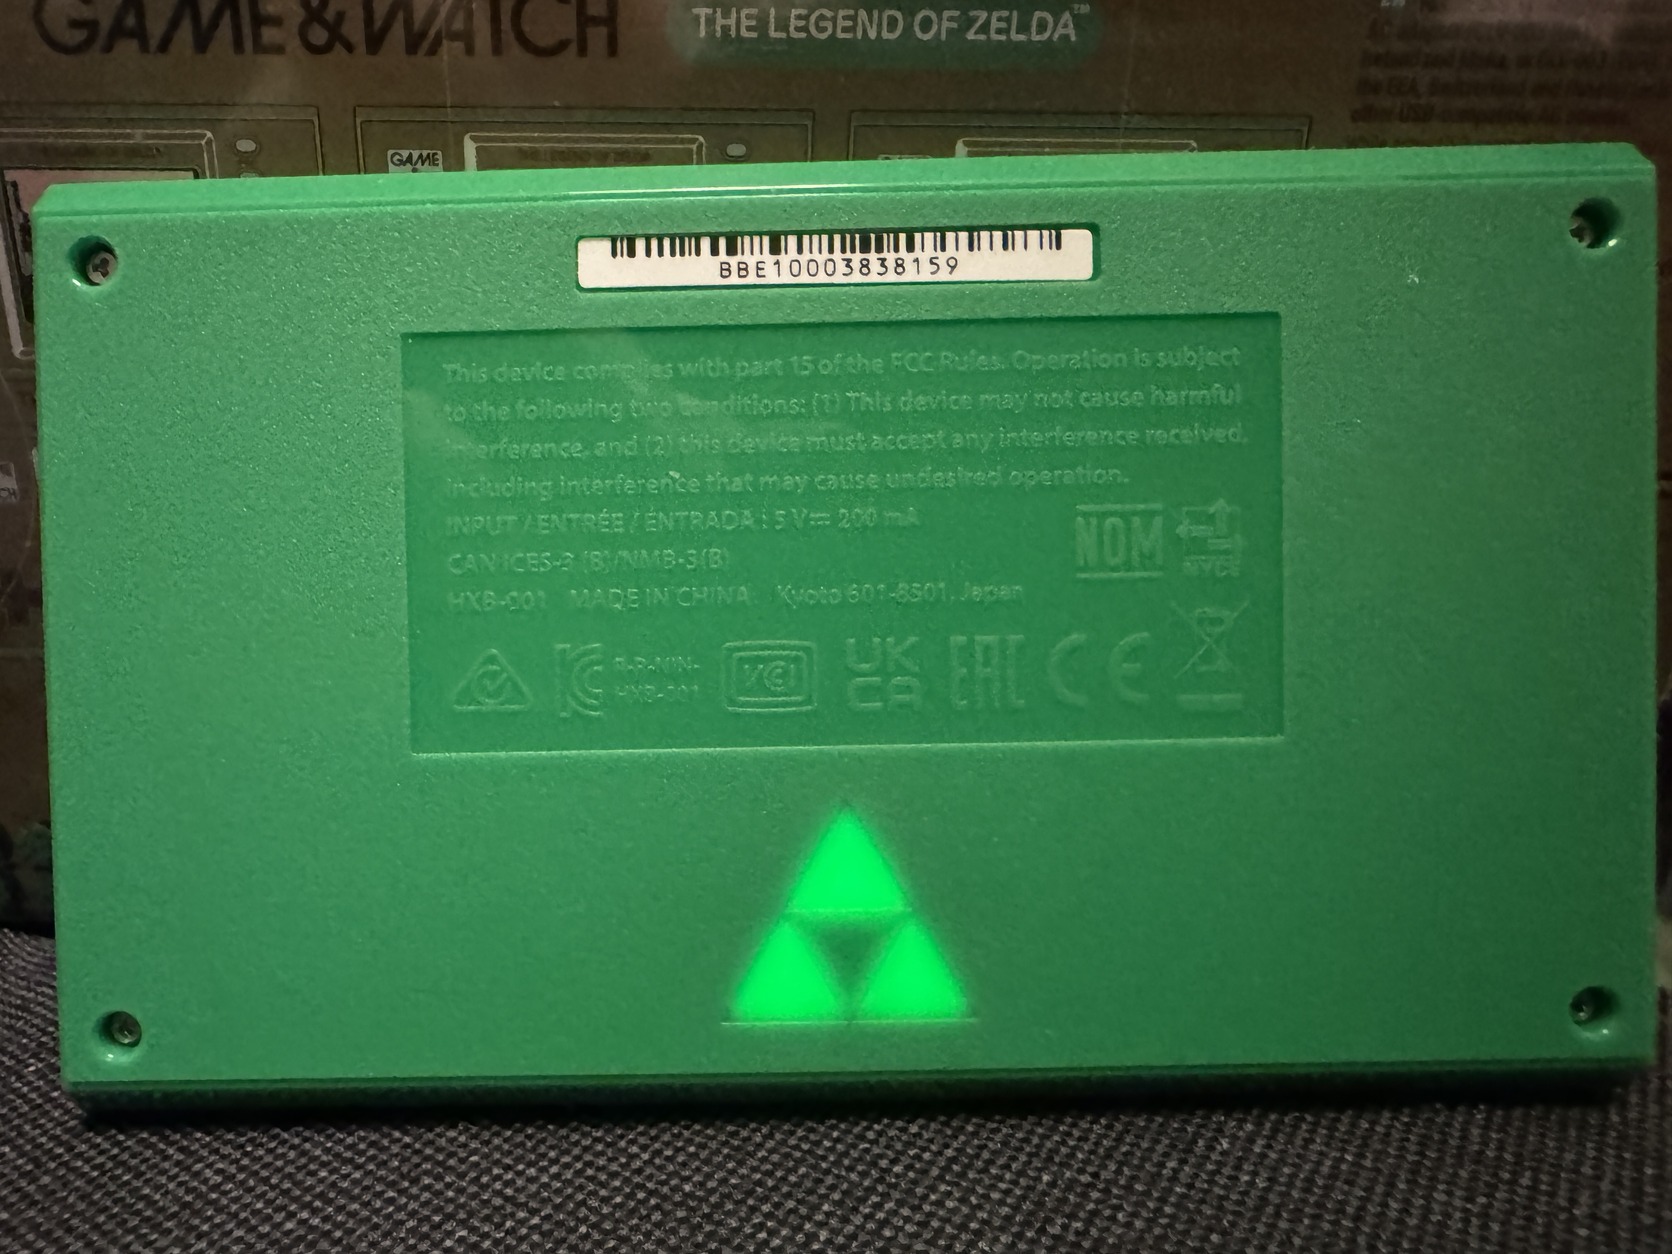 GAME & WATCH
THE LEGEND OF ZELDA™
GAME
BBE10003838159
This device complies with part 15 of the FCC Rules. Operation is subject
to the following two conditions: (1) This device may not cause harmful
interference, and (2) this device must accept any interference received,
including interference that may cause undesired operation.
INPUT / ENTRÉE / ENTRADA : 5 V⎓ 200 mA
NOM
NYCE
CAN ICES-3 (B)/NMB-3(B)
HXB-001 MADE IN CHINA Kyoto 601-8501, Japan
R-R-NIN-
HXB-001
VCI
UK
CA
EAC
CE